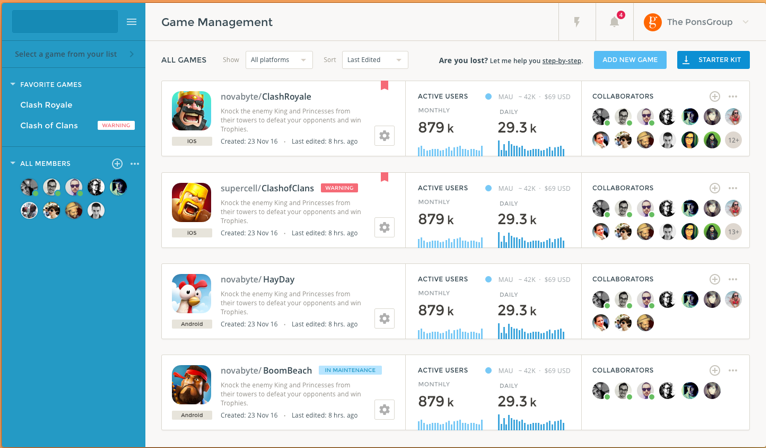 Game Management
4
g The PonsGroup
Select a game from your list
ALL GAMES
Show
All platforms
Sort
Last Edited
Are you lost? Let me help you step-by-step.
ADD NEW GAME
STARTER KIT
FAVORITE GAMES
Clash Royale
Clash of Clans
WARNING
ALL MEMBERS
novabyte/ClashRoyale
Knock the enemy King and Princesses from
their towers to defeat your opponents and win
Trophies.
IOS
Created: 23 Nov 16 - Last edited: 8 hrs. ago
ACTIVE USERS
MAU ~ 42K - $69 USD
MONTHLY
DAILY
879 k
29.3 k
COLLABORATORS
12+
supercell/ClashofClans
WARNING
Knock the enemy King and Princesses from
their towers to defeat your opponents and win
Trophies.
IOS
Created: 23 Nov 16 - Last edited: 8 hrs. ago
ACTIVE USERS
MAU ~ 42K - $69 USD
MONTHLY
DAILY
879 k
29.3 k
COLLABORATORS
13+
novabyte/HayDay
Knock the enemy King and Princesses from
their towers to defeat your opponents and win
Trophies.
Android
Created: 23 Nov 16 - Last edited: 8 hrs. ago
ACTIVE USERS
MAU ~ 42K - $69 USD
MONTHLY
DAILY
879 k
29.3 k
COLLABORATORS
novabyte/BoomBeach
IN MAINTENANCE
Knock the enemy King and Princesses from
their towers to defeat your opponents and win
Trophies.
Android
Created: 23 Nov 16 - Last edited: 8 hrs. ago
ACTIVE USERS
MAU ~ 42K - $69 USD
MONTHLY
DAILY
879 k
29.3 k
COLLABORATORS